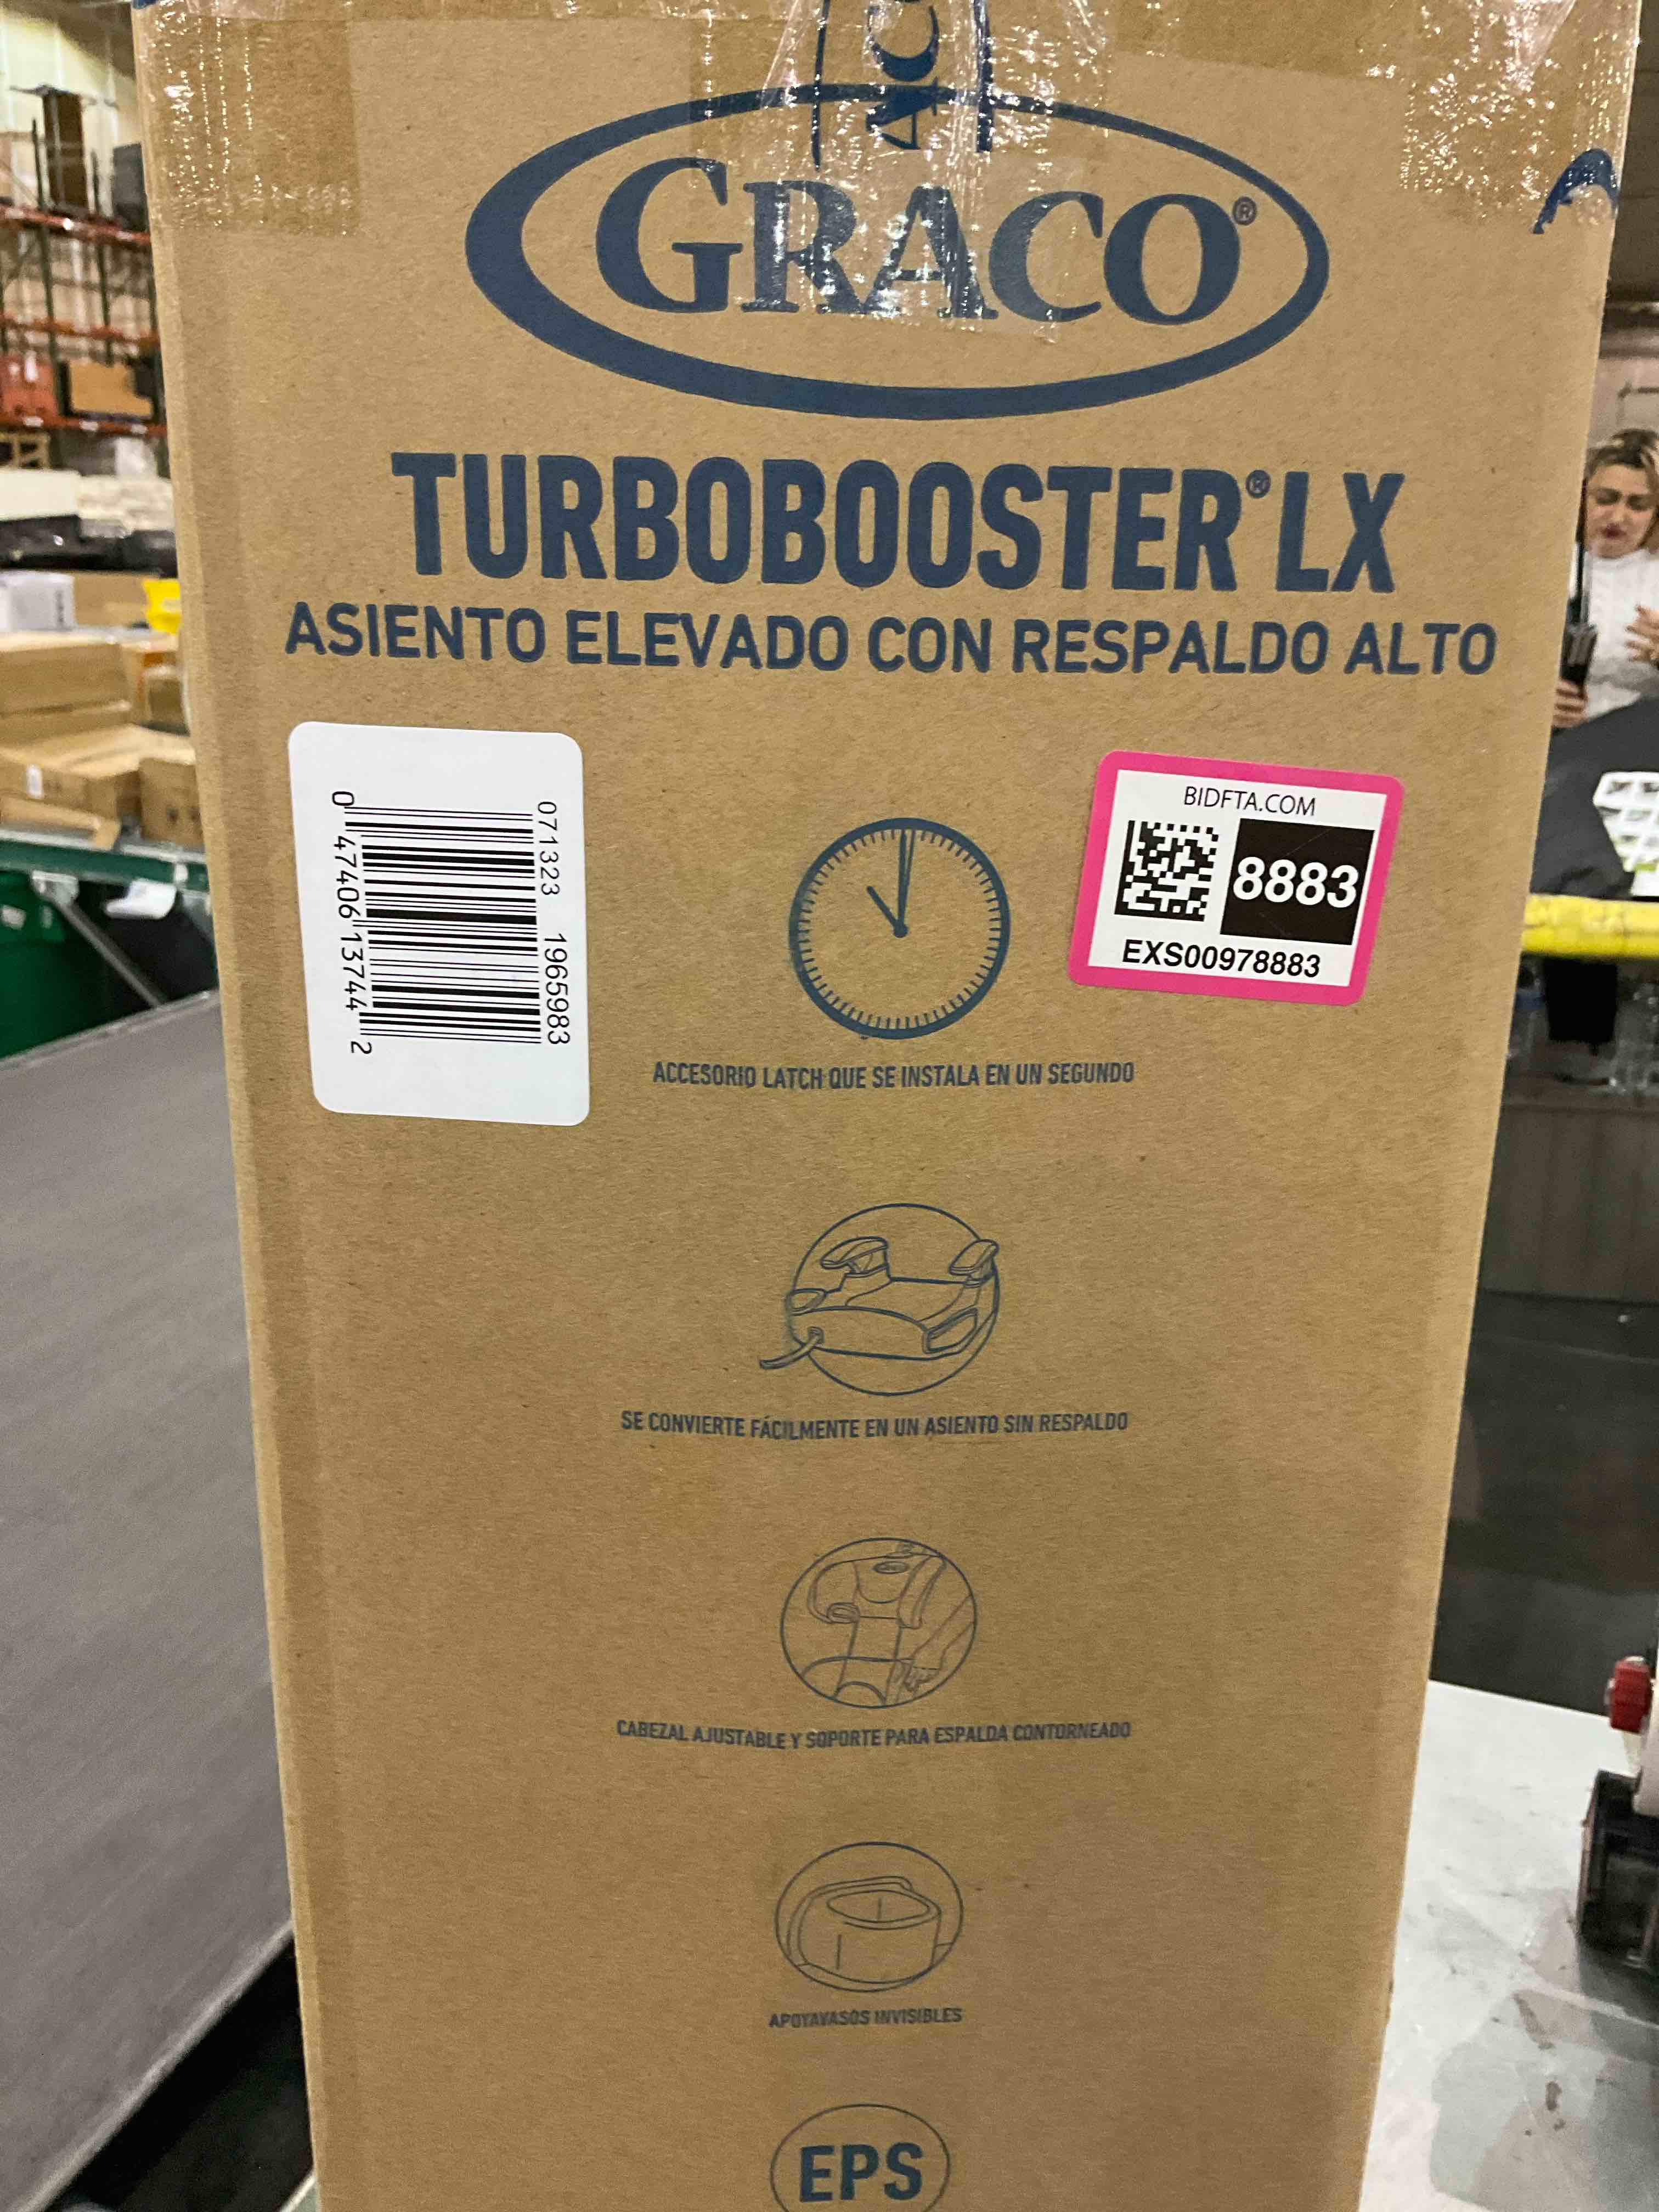 GRACO®
TURBOBOOSTER® LX
ASIENTO ELEVADO CON RESPALDO ALTO
071323 1965983
0 47406 13744 2
BIDFTA.COM
8883
EXS00978883
ACCESORIO LATCH QUE SE INSTALA EN UN SEGUNDO
SE CONVIERTE FÁCILMENTE EN UN ASIENTO SIN RESPALDO
CABEZAL AJUSTABLE Y SOPORTE PARA ESPALDA CONTORNEADO
APOYAVASOS INVISIBLES
EPS